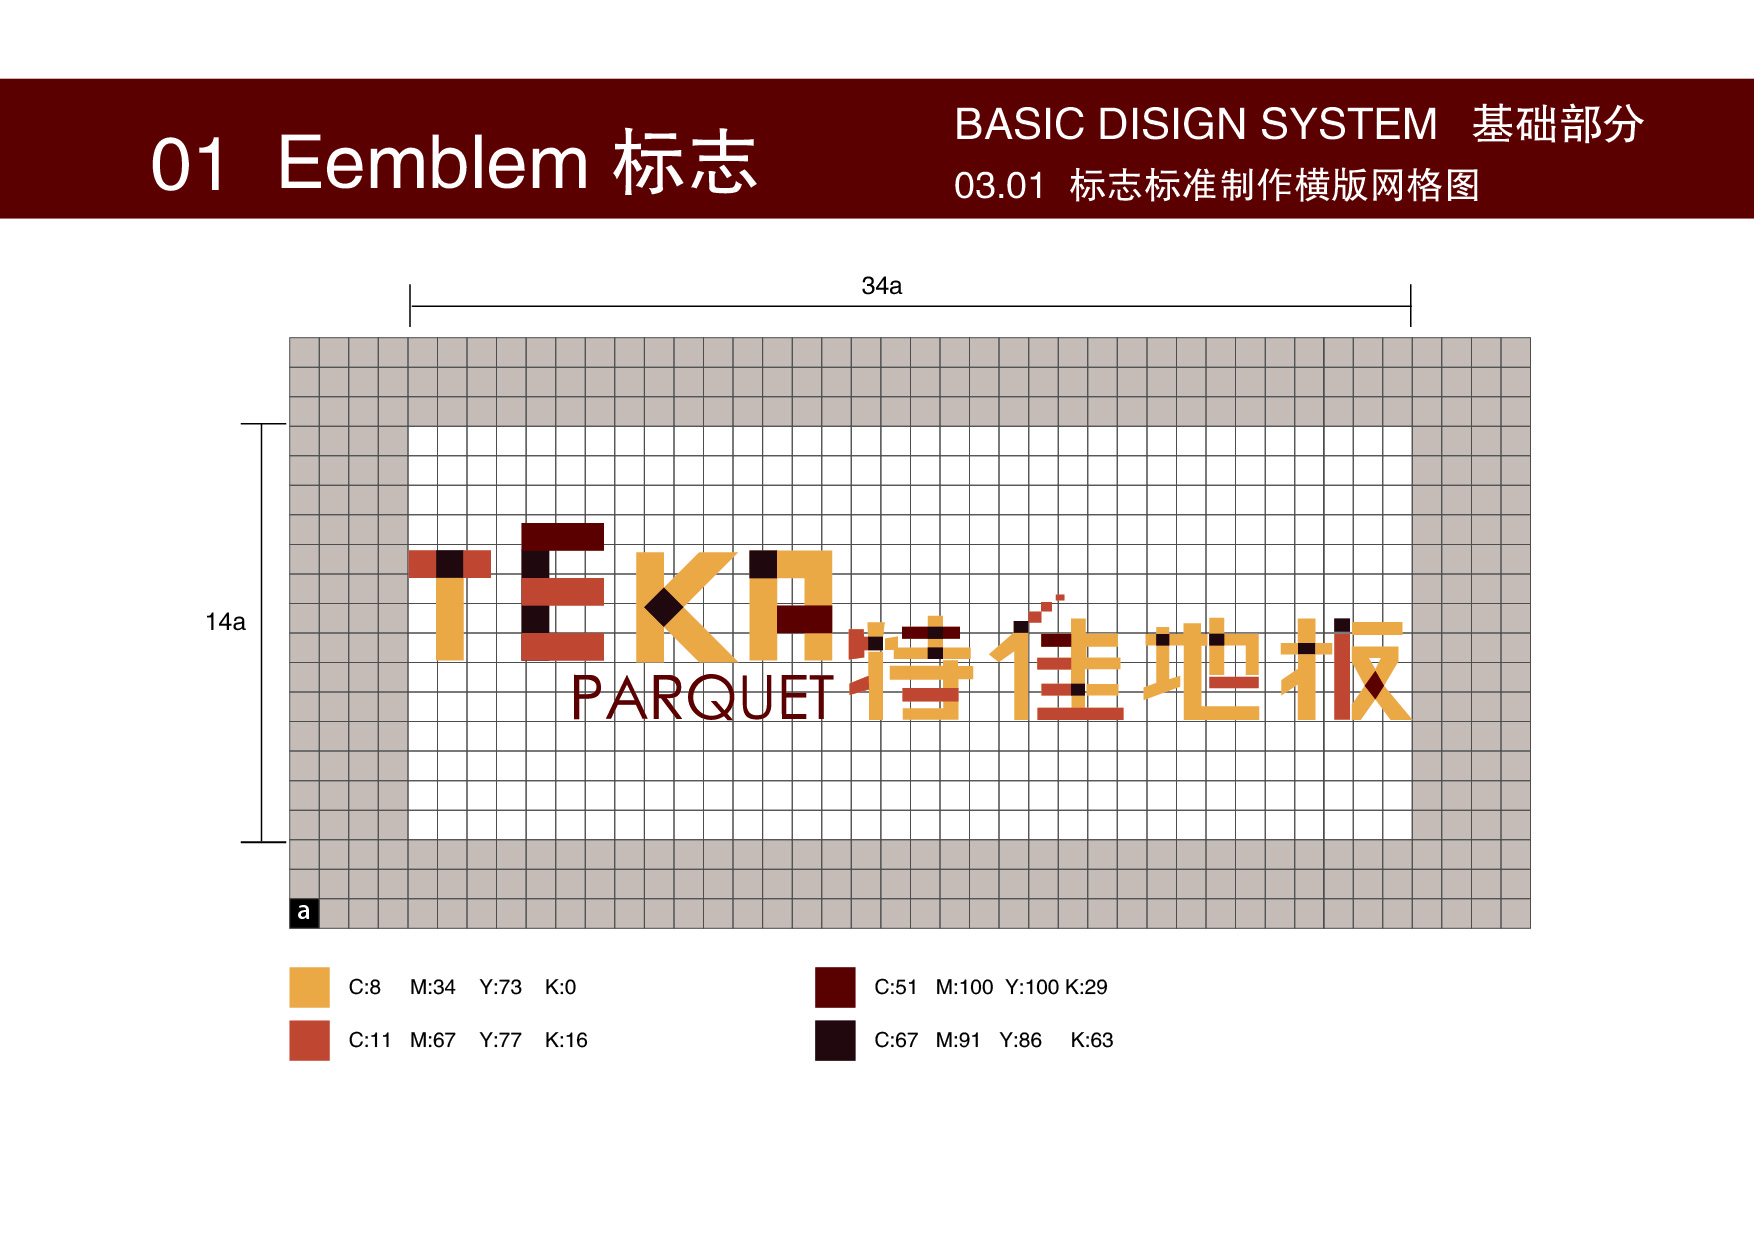 01 Eemblem 标志
BASIC DISIGN SYSTEM 基础部分
03.01 标志标准制作横版网格图
34a
14a
TEKA
PARQUET
特佳地板
a
C:8 M:34 Y:73 K:0
C:51 M:100 Y:100 K:29
C:11 M:67 Y:77 K:16
C:67 M:91 Y:86 K:63